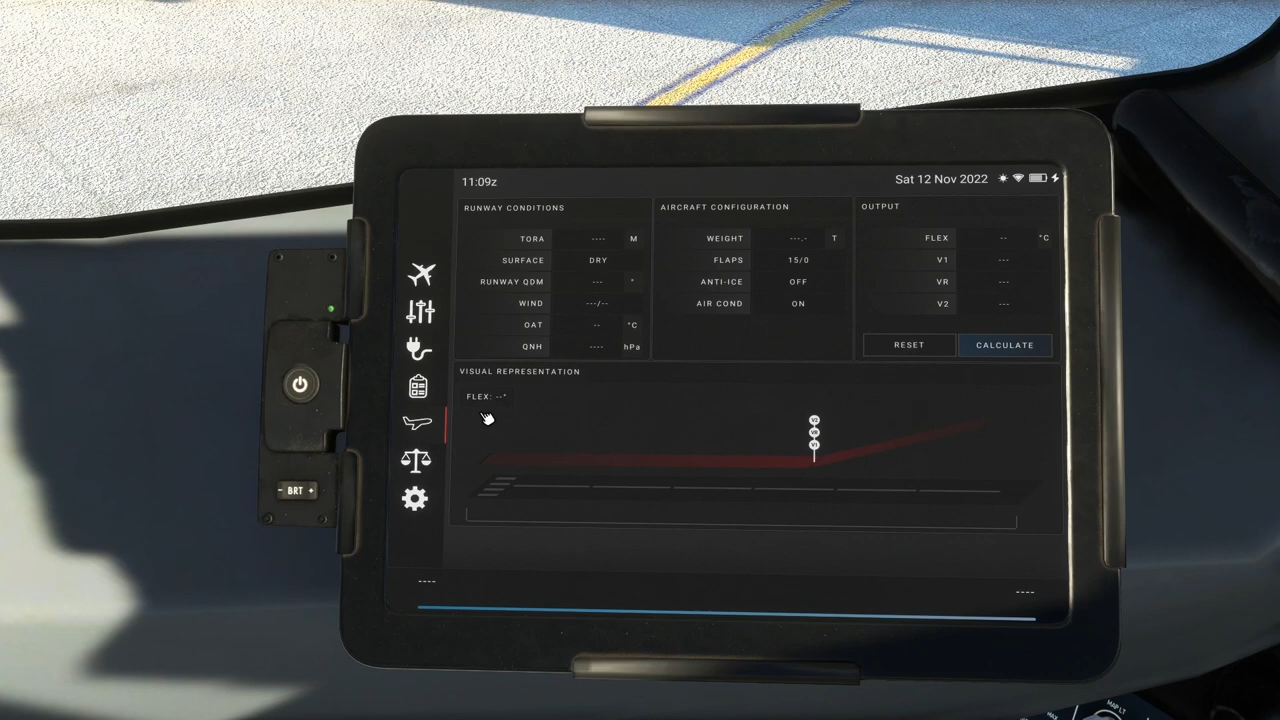 11:09z
Sat 12 Nov 2022
RUNWAY CONDITIONS
TORA ---- M
SURFACE DRY
RUNWAY QDM --- °
WIND ---/--
OAT -- °C
QNH ---- hPa
AIRCRAFT CONFIGURATION
WEIGHT ---.- T
FLAPS 15/0
ANTI-ICE OFF
AIR COND ON
OUTPUT
FLEX -- °C
V1 ---
VR ---
V2 ---
RESET CALCULATE
VISUAL REPRESENTATION
FLEX: --°
---- ----
- BRT +
MAP LT